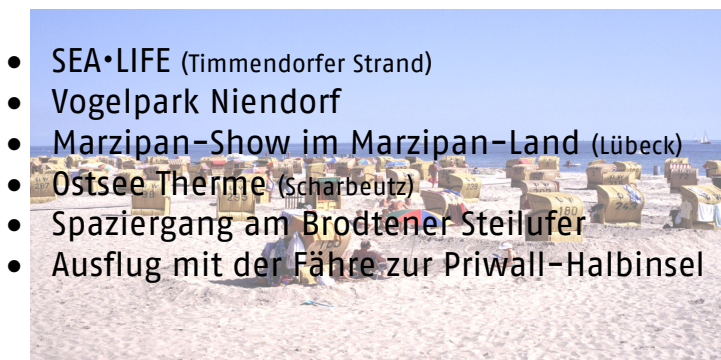 • SEA•LIFE (Timmendorfer Strand)
• Vogelpark Niendorf
• Marzipan-Show im Marzipan-Land (Lübeck)
• Ostsee Therme (Scharbeutz)
• Spaziergang am Brodtener Steilufer
• Ausflug mit der Fähre zur Priwall-Halbinsel